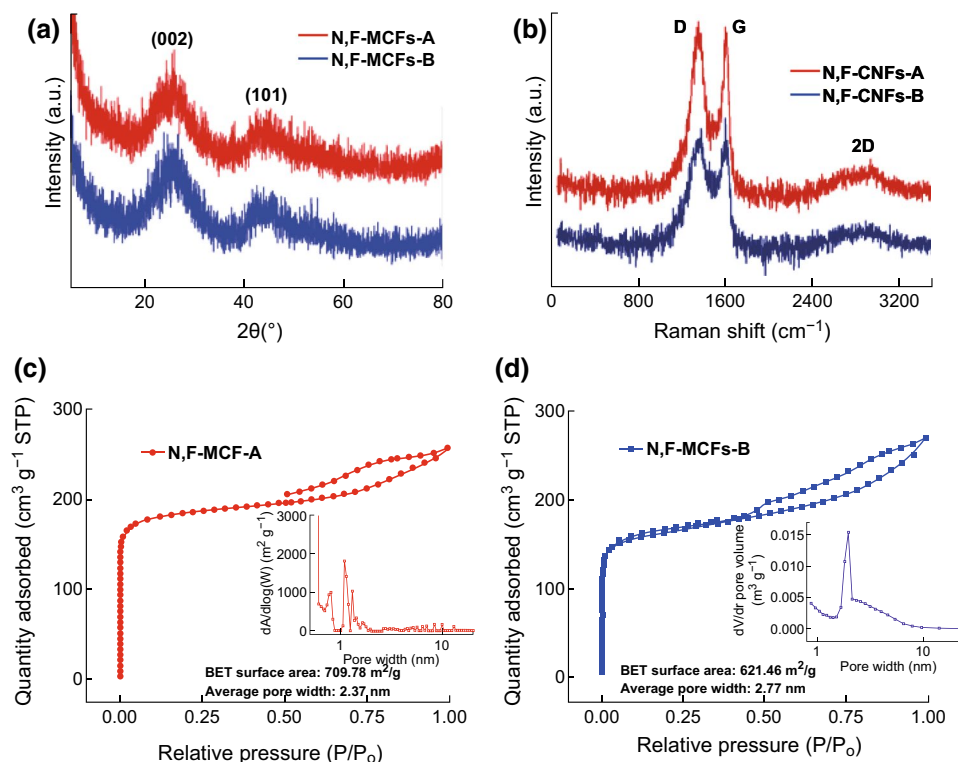 (a)
(002)
(101)
N,F-MCFs-A
N,F-MCFs-B
Intensity (a.u.)
20
40
60
80
2θ(°)
(b)
D
G
2D
N,F-CNFs-A
N,F-CNFs-B
Intensity (a.u.)
0
800
1600
2400
3200
Raman shift (cm⁻¹)
(c)
N,F-MCF-A
Quantity adsorbed (cm³ g⁻¹ STP)
300
200
100
0
0.00
0.25
0.50
0.75
1.00
Relative pressure (P/Pₒ)
dA/dlog(W) (m² g⁻¹)
3000
2000
1000
0
1
10
Pore width (nm)
BET surface area: 709.78 m²/g
Average pore width: 2.37 nm
(d)
N,F-MCFs-B
Quantity adsorbed (cm³ g⁻¹ STP)
300
200
100
0
0.00
0.25
0.50
0.75
1.00
Relative pressure (P/Pₒ)
dV/dr pore volume
(m³ g⁻¹)
0.015
0.010
0.005
0.000
1
10
Pore width (nm)
BET surface area: 621.46 m²/g
Average pore width: 2.77 nm